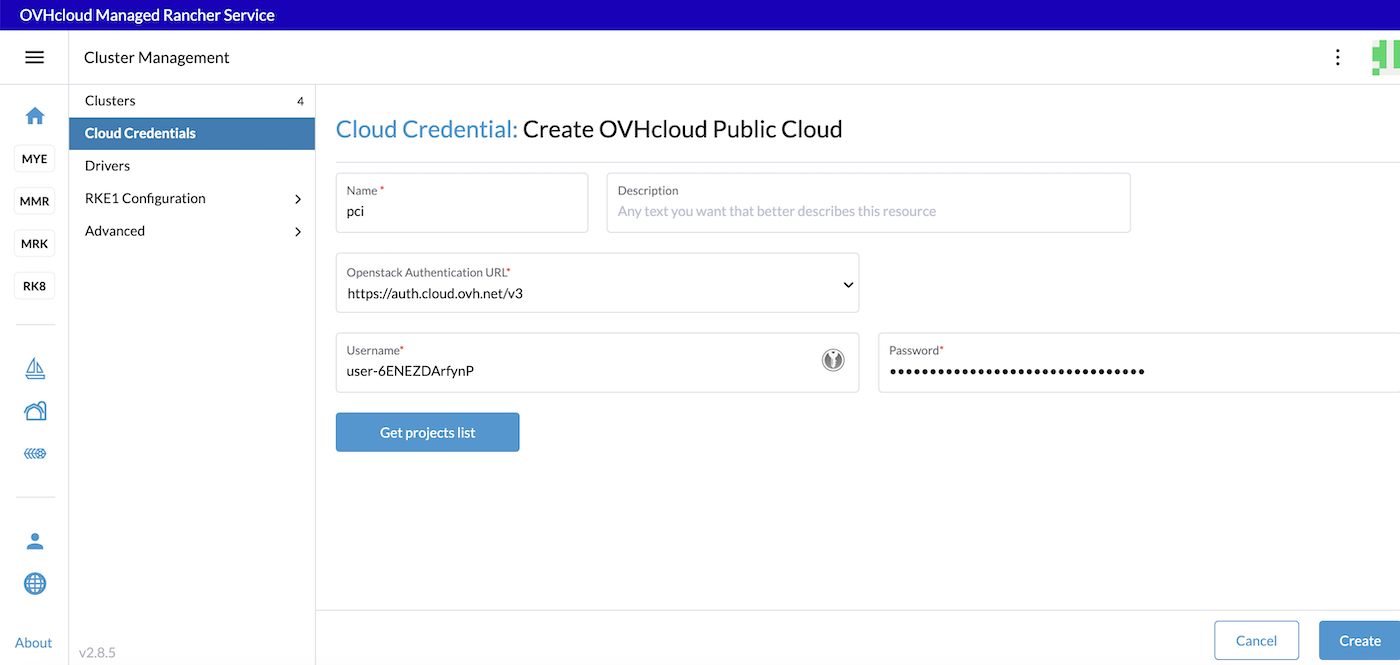 OVHcloud Managed Rancher Service
Cluster Management
MYE
MMR
MRK
RK8
About
Clusters 4
Cloud Credentials
Drivers
RKE1 Configuration
Advanced
v2.8.5
Cloud Credential: Create OVHcloud Public Cloud
Name *
pci
Description
Any text you want that better describes this resource
Openstack Authentication URL*
https://auth.cloud.ovh.net/v3
Username*
user-6ENEZDArfynP
Password*
••••••••••••••••••••••••••••••••
Get projects list
Cancel
Create